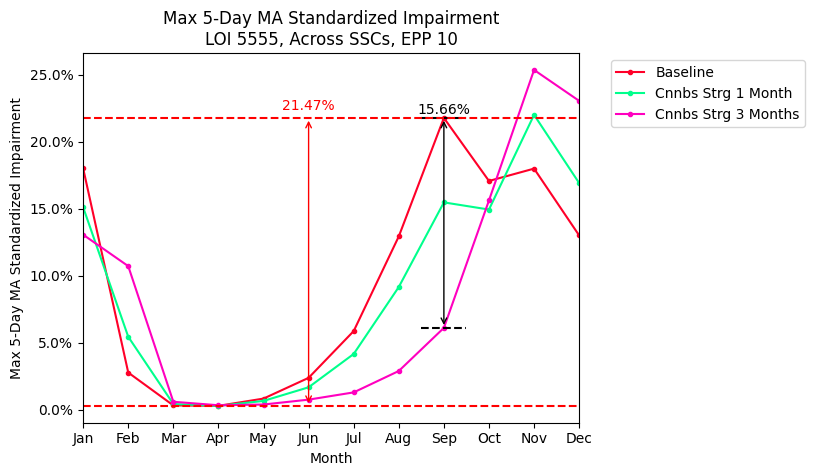 Max 5-Day MA Standardized Impairment
LOI 5555, Across SSCs, EPP 10
Max 5-Day MA Standardized Impairment
25.0%
20.0%
15.0%
10.0%
5.0%
0.0%
21.47%
15.66%
Jan Feb Mar Apr May Jun Jul Aug Sep Oct Nov Dec
Month
Baseline
Cnnbs Strg 1 Month
Cnnbs Strg 3 Months